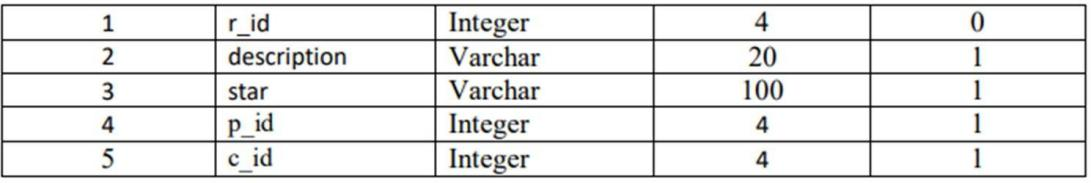 1 r_id Integer 4 0
2 description Varchar 20 1
3 star Varchar 100 1
4 p_id Integer 4 1
5 c_id Integer 4 1